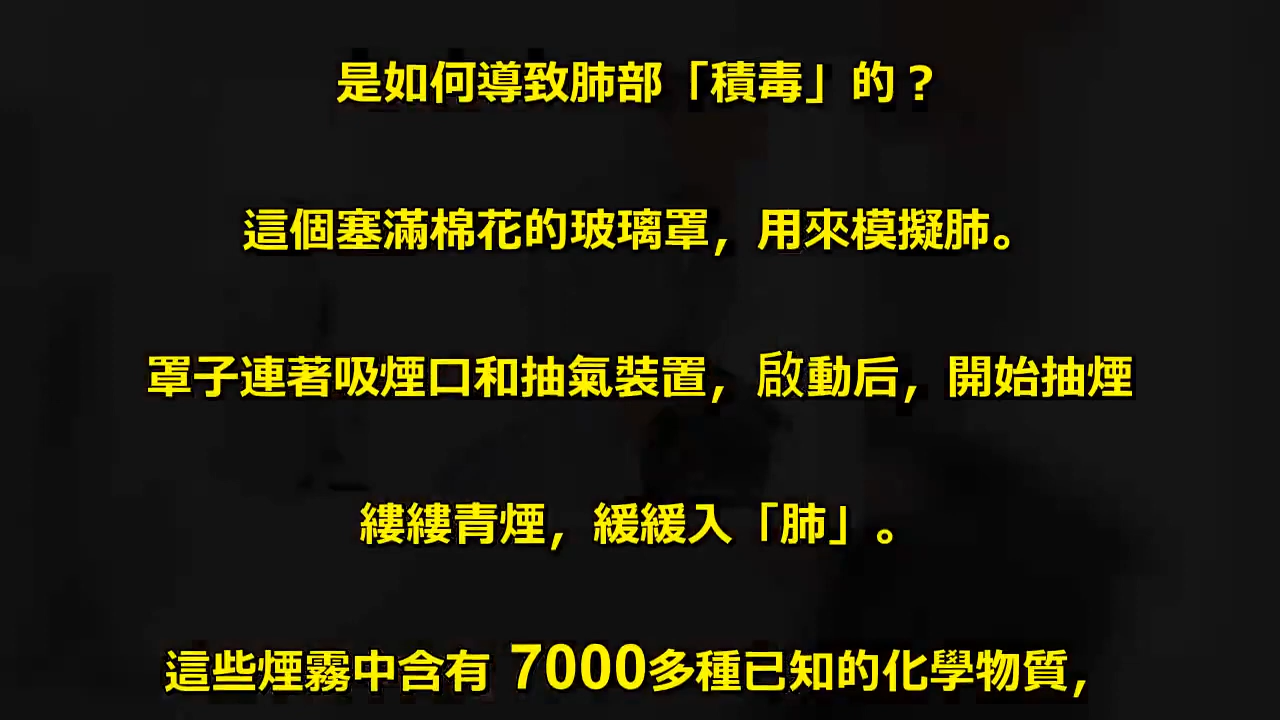 是如何導致肺部「積毒」的？
這個塞滿棉花的玻璃罩，用來模擬肺。
罩子連著吸煙口和抽氣裝置，啟動后，開始抽煙
縷縷青煙，緩緩入「肺」。
這些煙霧中含有 7000多種已知的化學物質，